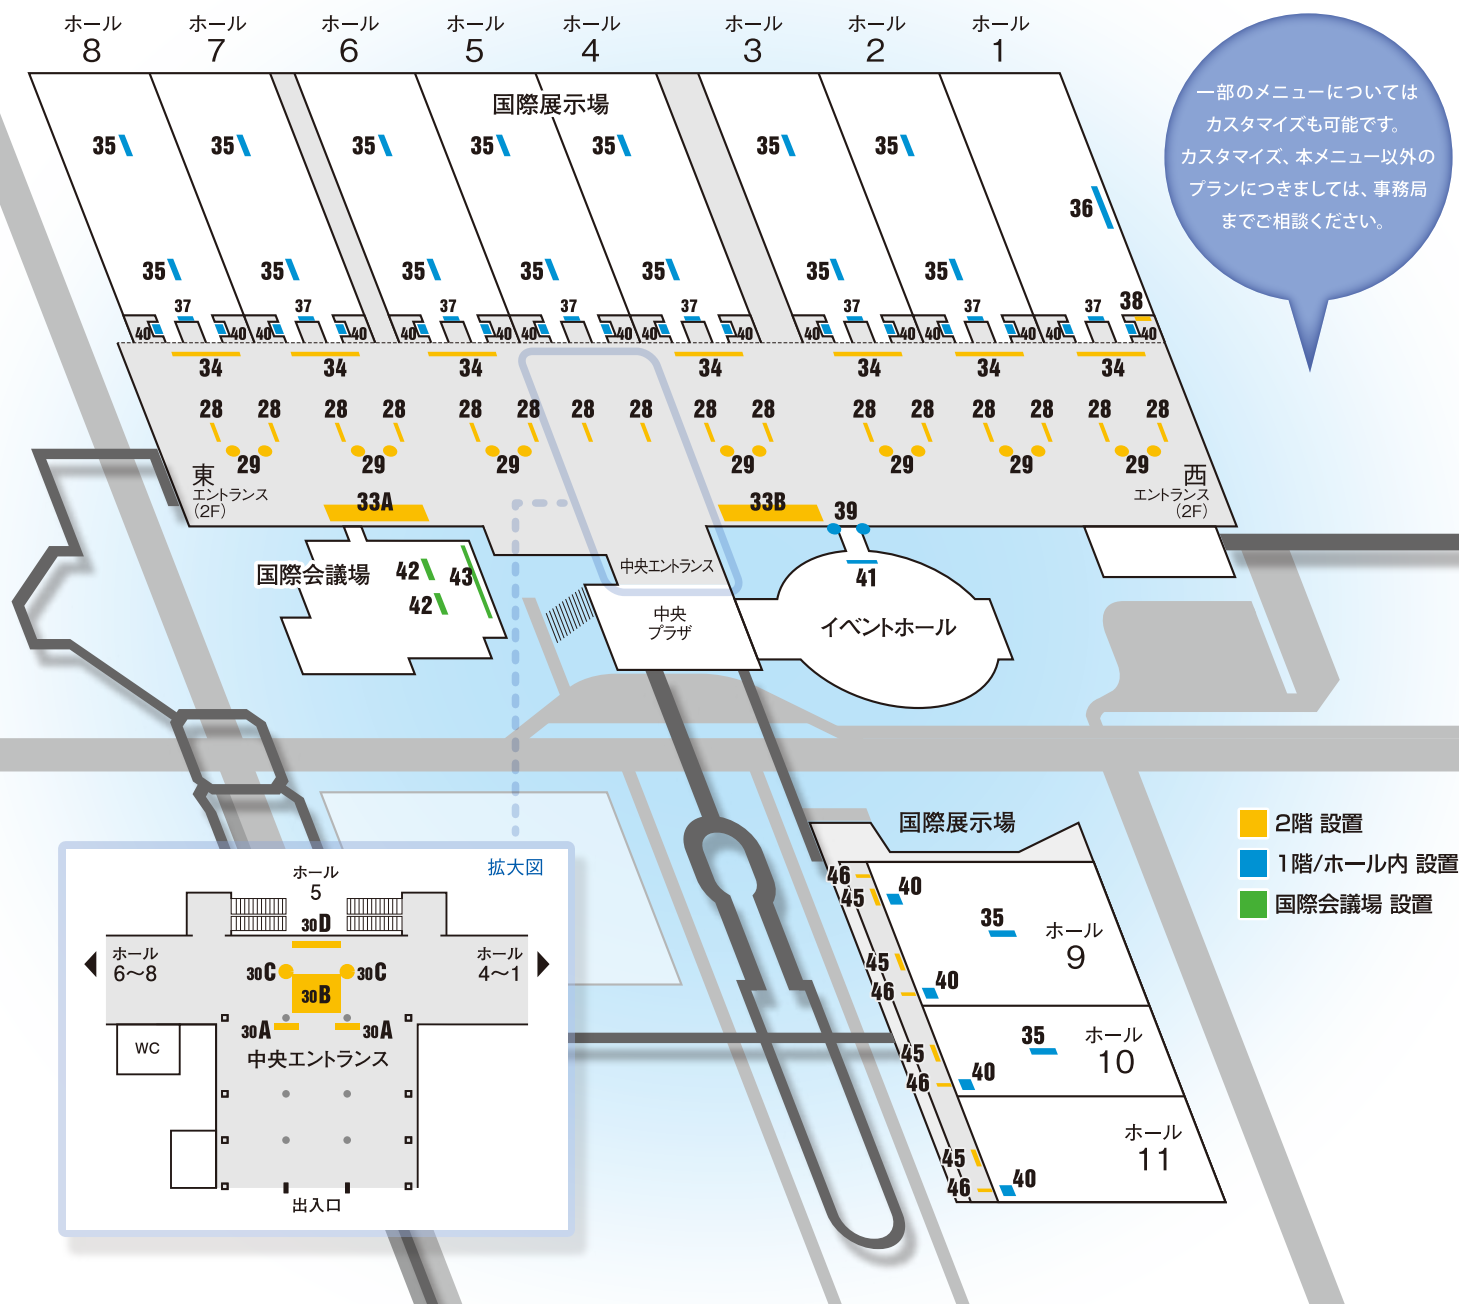 ホール
8
ホール
7
ホール
6
ホール
5
ホール
4
ホール
3
ホール
2
ホール
1
国際展示場
一部のメニューについては
カスタマイズも可能です。
カスタマイズ、本メニュー以外の
プランにつきましては、事務局
までご相談ください。
35 35 35 35 35 35 35
36
35 35 35 35 35 35 35
38
37 37 37 37 37 37 37 37
40 40 40 40 40 40 40 40 40 40 40 40 40 40 40 40
34 34 34 34 34 34 34
28 28 28 28 28 28 28 28 28 28 28 28 28 28 28 28
29 29 29 29 29 29 29
東
エントランス
(2F)
西
エントランス
(2F)
33A
33B
39
国際会議場
42
43
42
中央エントランス
中央
プラザ
41
イベントホール
国際展示場
46
45
40
35
ホール
9
45
46
40
35
ホール
10
45
46
40
ホール
11
45
46
40
2階 設置
1階/ホール内 設置
国際会議場 設置
拡大図
ホール
5
30D
ホール
6〜8
30C
30C
ホール
4〜1
30B
30A
30A
WC
中央エントランス
出入口